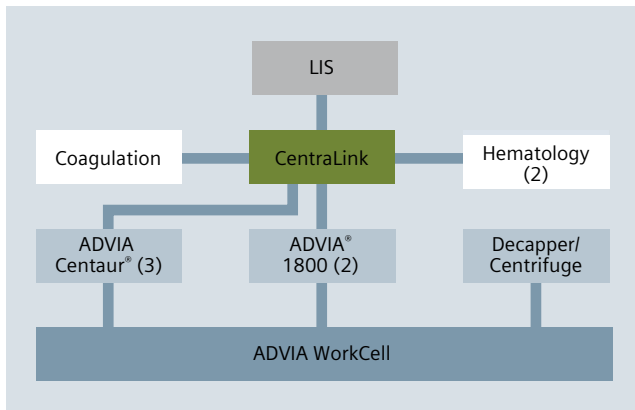 LIS
Coagulation
CentraLink
Hematology
(2)
ADVIA
Centaur® (3)
ADVIA®
1800 (2)
Decapper/
Centrifuge
ADVIA WorkCell